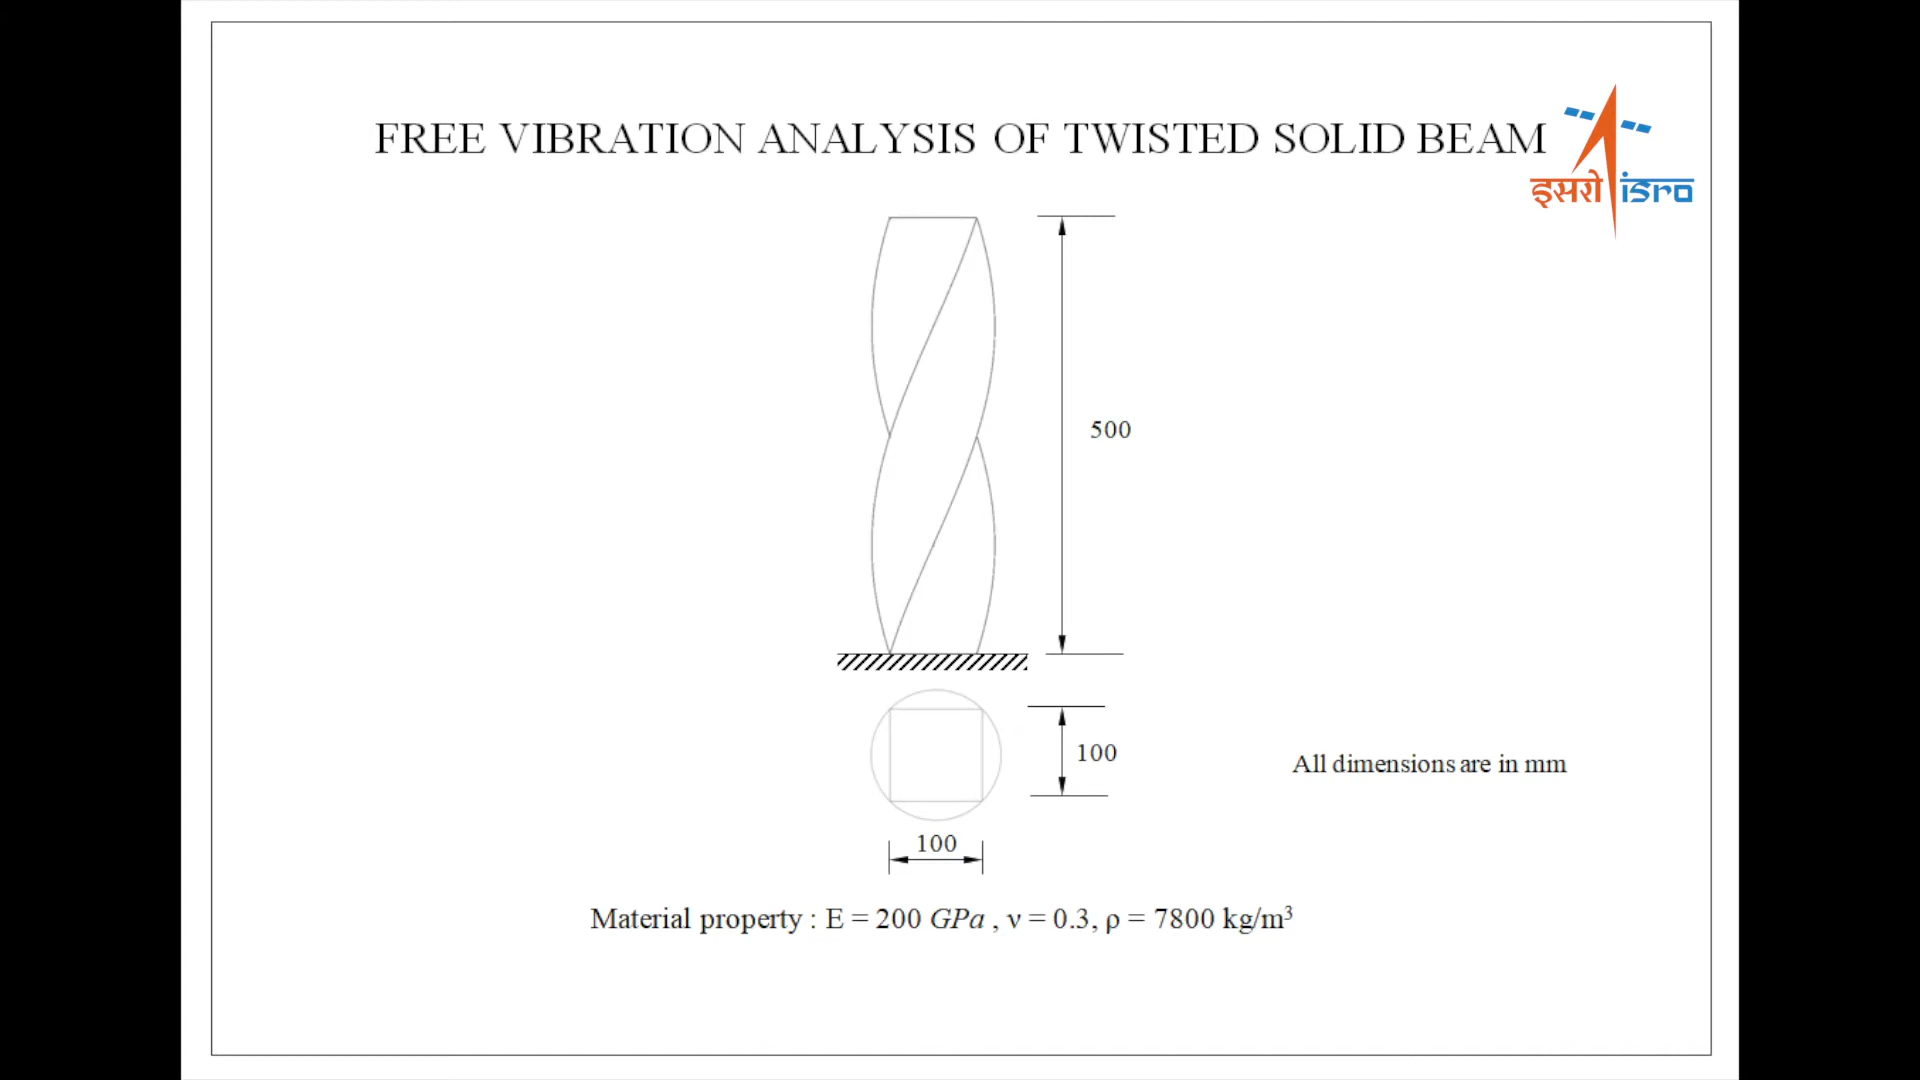 FREE VIBRATION ANALYSIS OF TWISTED SOLID BEAM
इसरो isro
500
100
All dimensions are in mm
100
Material property : E = 200 GPa , ν = 0.3, ρ = 7800 kg/m³